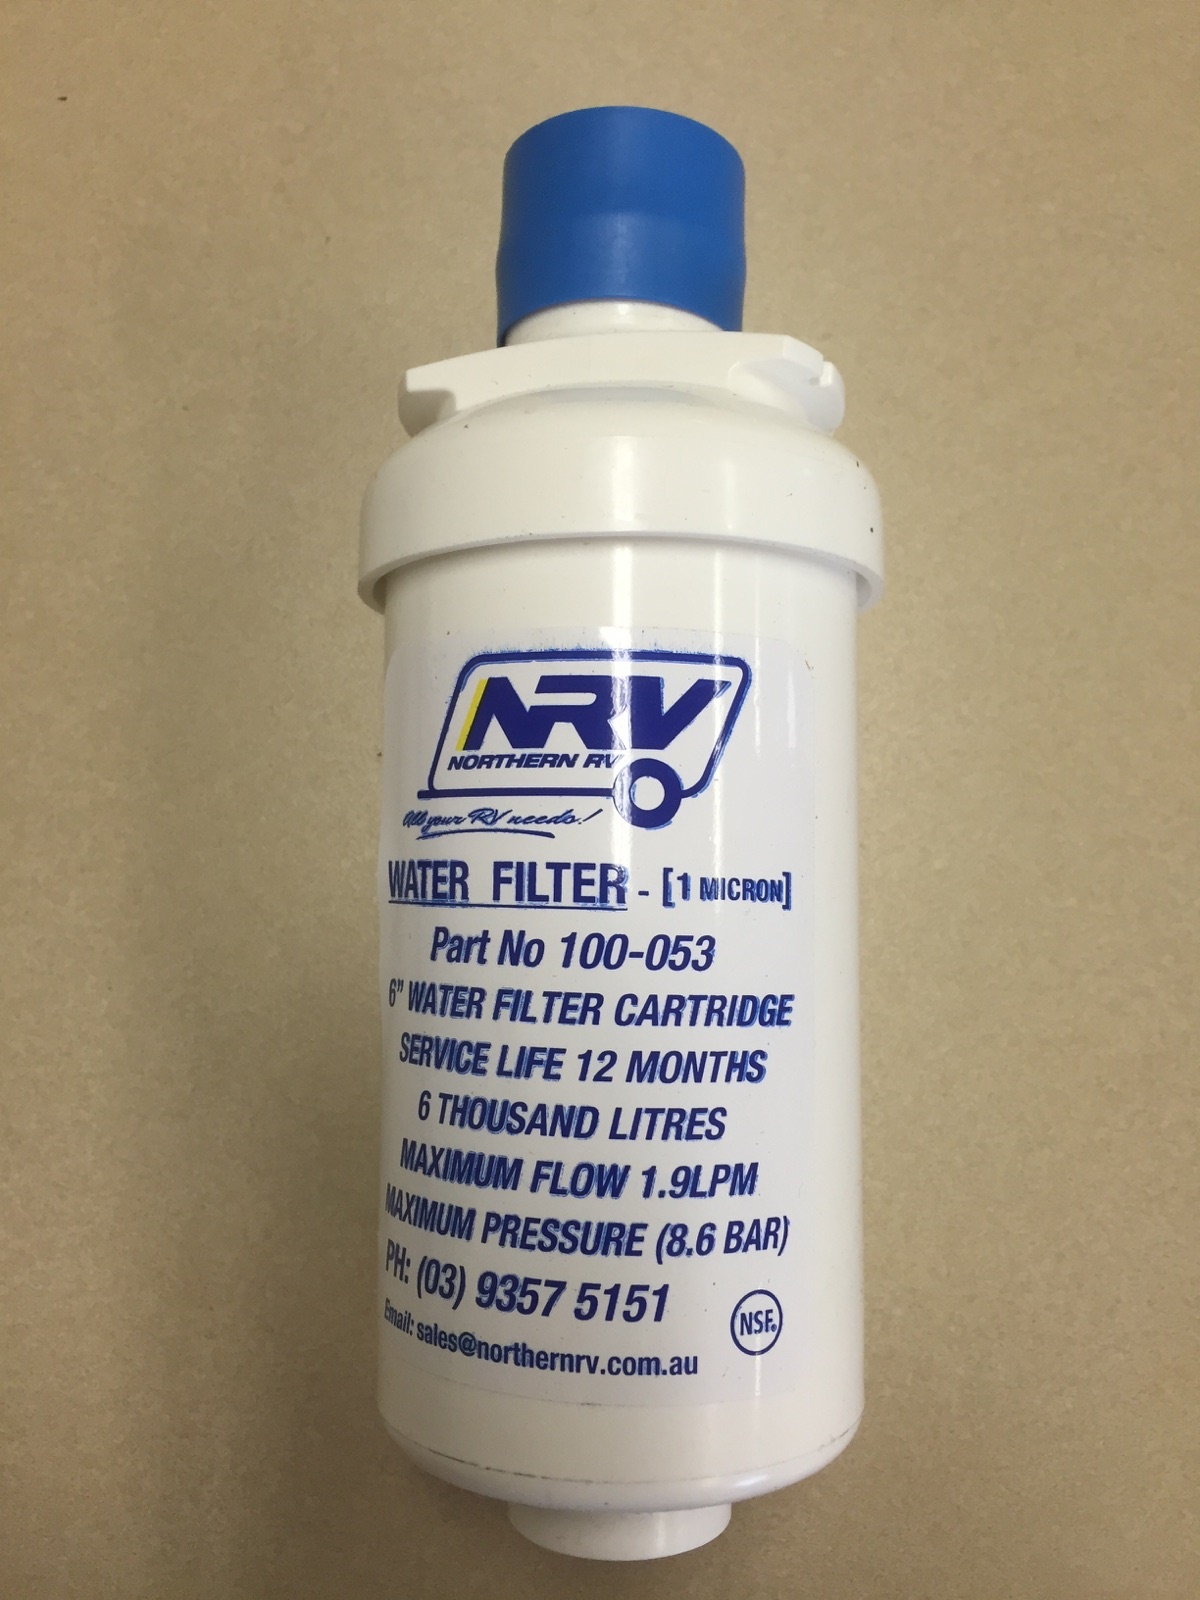 NRV
NORTHERN RV
All your RV needs!
WATER FILTER - [1 MICRON]
Part No 100-053
6" WATER FILTER CARTRIDGE
SERVICE LIFE 12 MONTHS
6 THOUSAND LITRES
MAXIMUM FLOW 1.9LPM
MAXIMUM PRESSURE (8.6 BAR)
PH: (03) 9357 5151
NSF®
Email: sales@northernrv.com.au